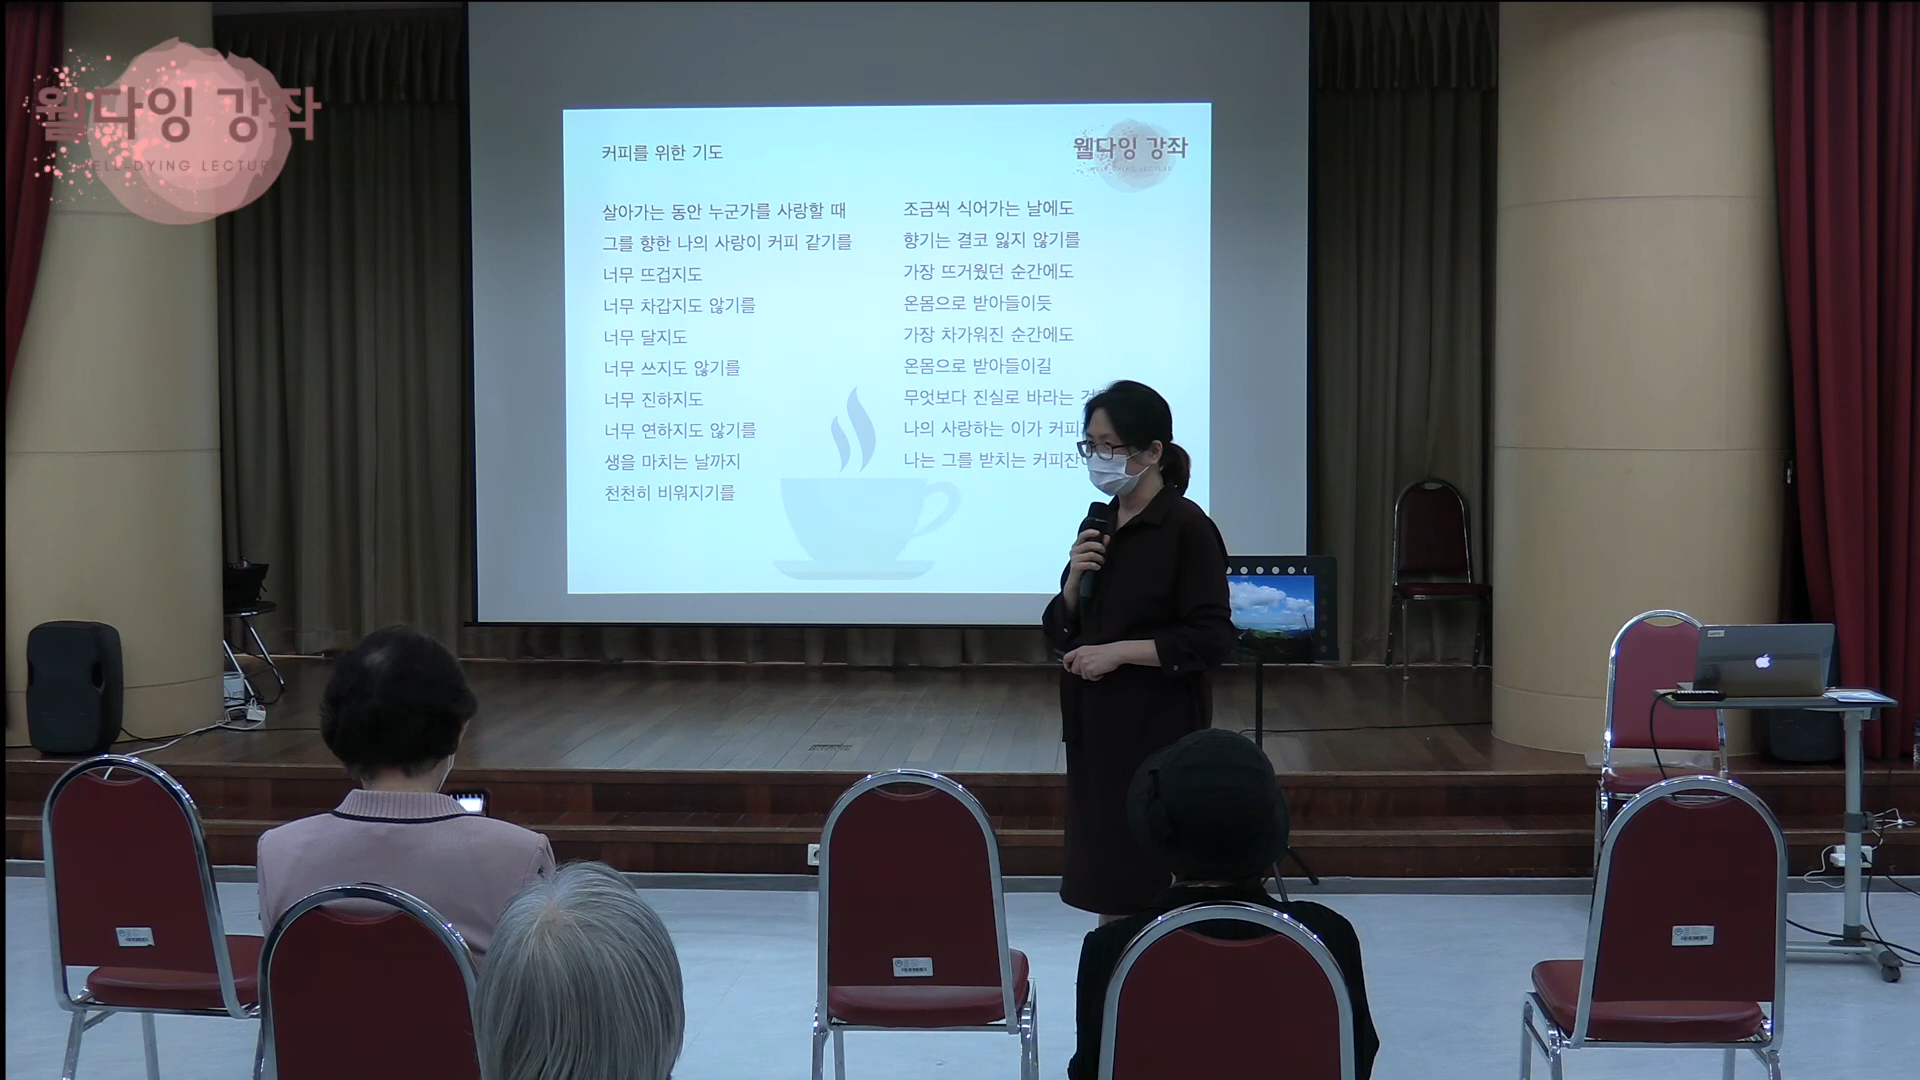 웰다잉 강좌
WELL-DYING LECTURE
커피를 위한 기도
웰다잉 강좌
WELL-DYING LECTURE
살아가는 동안 누군가를 사랑할 때
그를 향한 나의 사랑이 커피 같기를
너무 뜨겁지도
너무 차갑지도 않기를
너무 달지도
너무 쓰지도 않기를
너무 진하지도
너무 연하지도 않기를
생을 마치는 날까지
천천히 비워지기를
조금씩 식어가는 날에도
향기는 결코 잃지 않기를
가장 뜨거웠던 순간에도
온몸으로 받아들이듯
가장 차가워진 순간에도
온몸으로 받아들이길
무엇보다 진실로 바라는
나의 사랑하는 이가 커피
나는 그를 받치는 커피잔